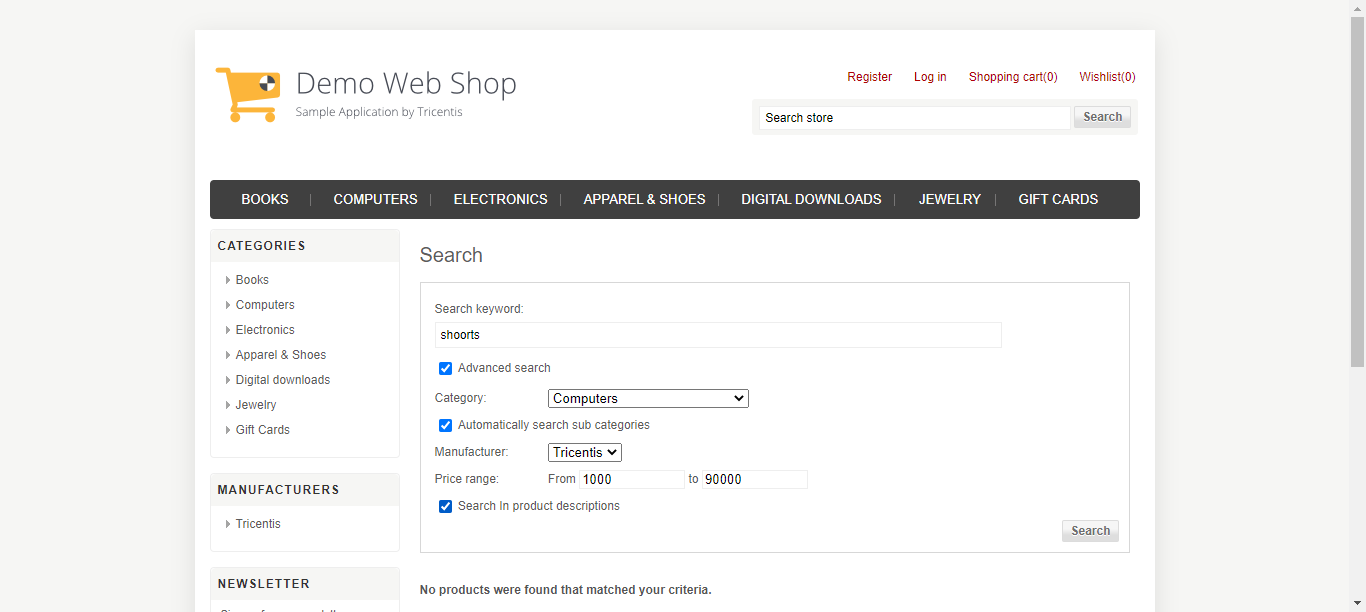 Demo Web Shop
Sample Application by Tricentis
Register Log in Shopping cart(0) Wishlist(0)
Search store Search
BOOKS COMPUTERS ELECTRONICS APPAREL & SHOES DIGITAL DOWNLOADS JEWELRY GIFT CARDS
CATEGORIES
Books
Computers
Electronics
Apparel & Shoes
Digital downloads
Jewelry
Gift Cards
MANUFACTURERS
Tricentis
NEWSLETTER
Search
Search keyword:
shoorts
Advanced search
Category: Computers
Automatically search sub categories
Manufacturer: Tricentis
Price range: From 1000 to 90000
Search In product descriptions
Search
No products were found that matched your criteria.